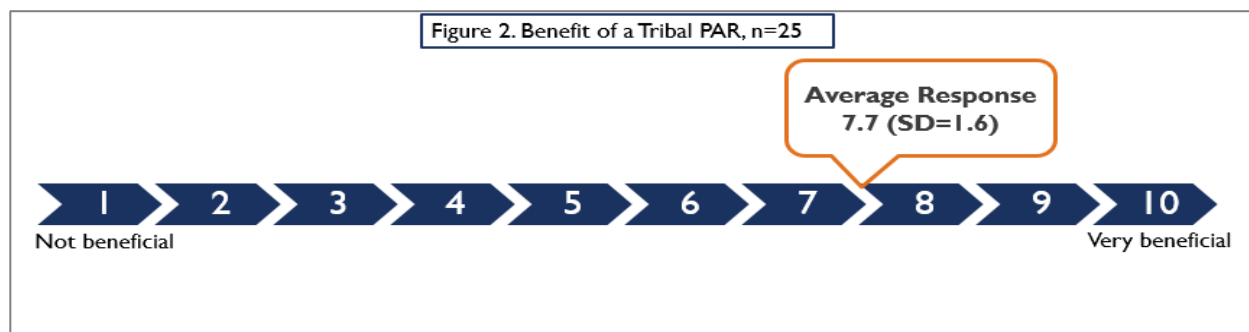 Figure 2. Benefit of a Tribal PAR, n=25
Average Response
7.7 (SD=1.6)
1 2 3 4 5 6 7 8 9 10
Not beneficial
Very beneficial